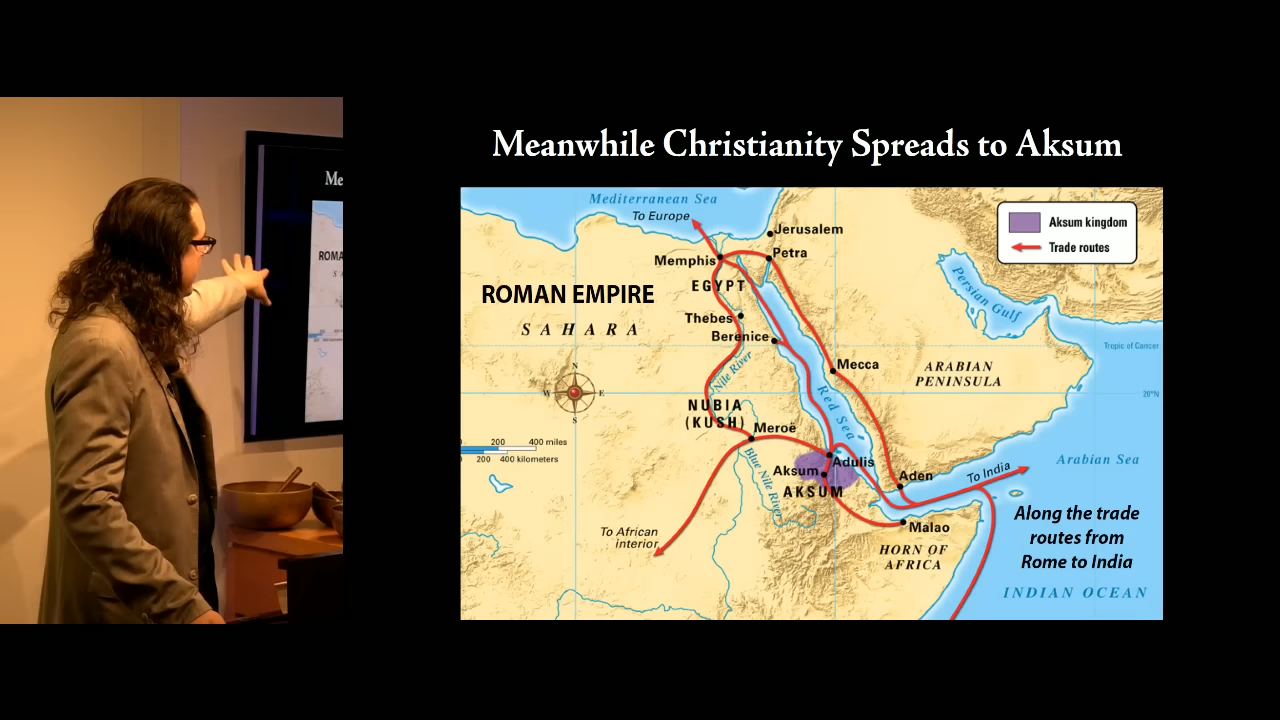 Meanwhile Christianity Spreads to Aksum
Mediterranean Sea
To Europe
Jerusalem
Aksum kingdom
Trade routes
Memphis
Petra
EGYPT
ROMAN EMPIRE
SAHARA
Persian Gulf
Thebes
Berenice
Tropic of Cancer
Nile River
Mecca
ARABIAN
PENINSULA
N
W
E
S
20°N
Red Sea
NUBIA
(KUSH)
Meroë
200 400 miles
200 400 kilometers
Blue Nile River
Adulis
Aksum
AKSUM
Aden
To India
Arabian Sea
Malao
To African
interior
HORN OF
AFRICA
Along the trade
routes from
Rome to India
INDIAN OCEAN
Me
ROMA
S A